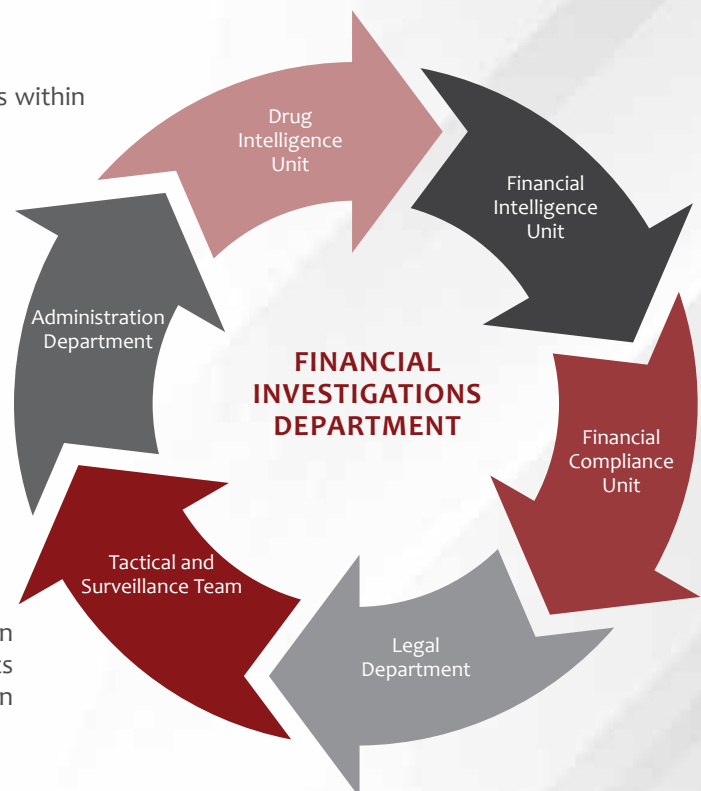 s within
Drug
Intelligence
Unit
Financial
Intelligence
Unit
Administration
Department
FINANCIAL
INVESTIGATIONS
DEPARTMENT
Financial
Compliance
Unit
Tactical and
Surveillance Team
Legal
Department
n
ts
n